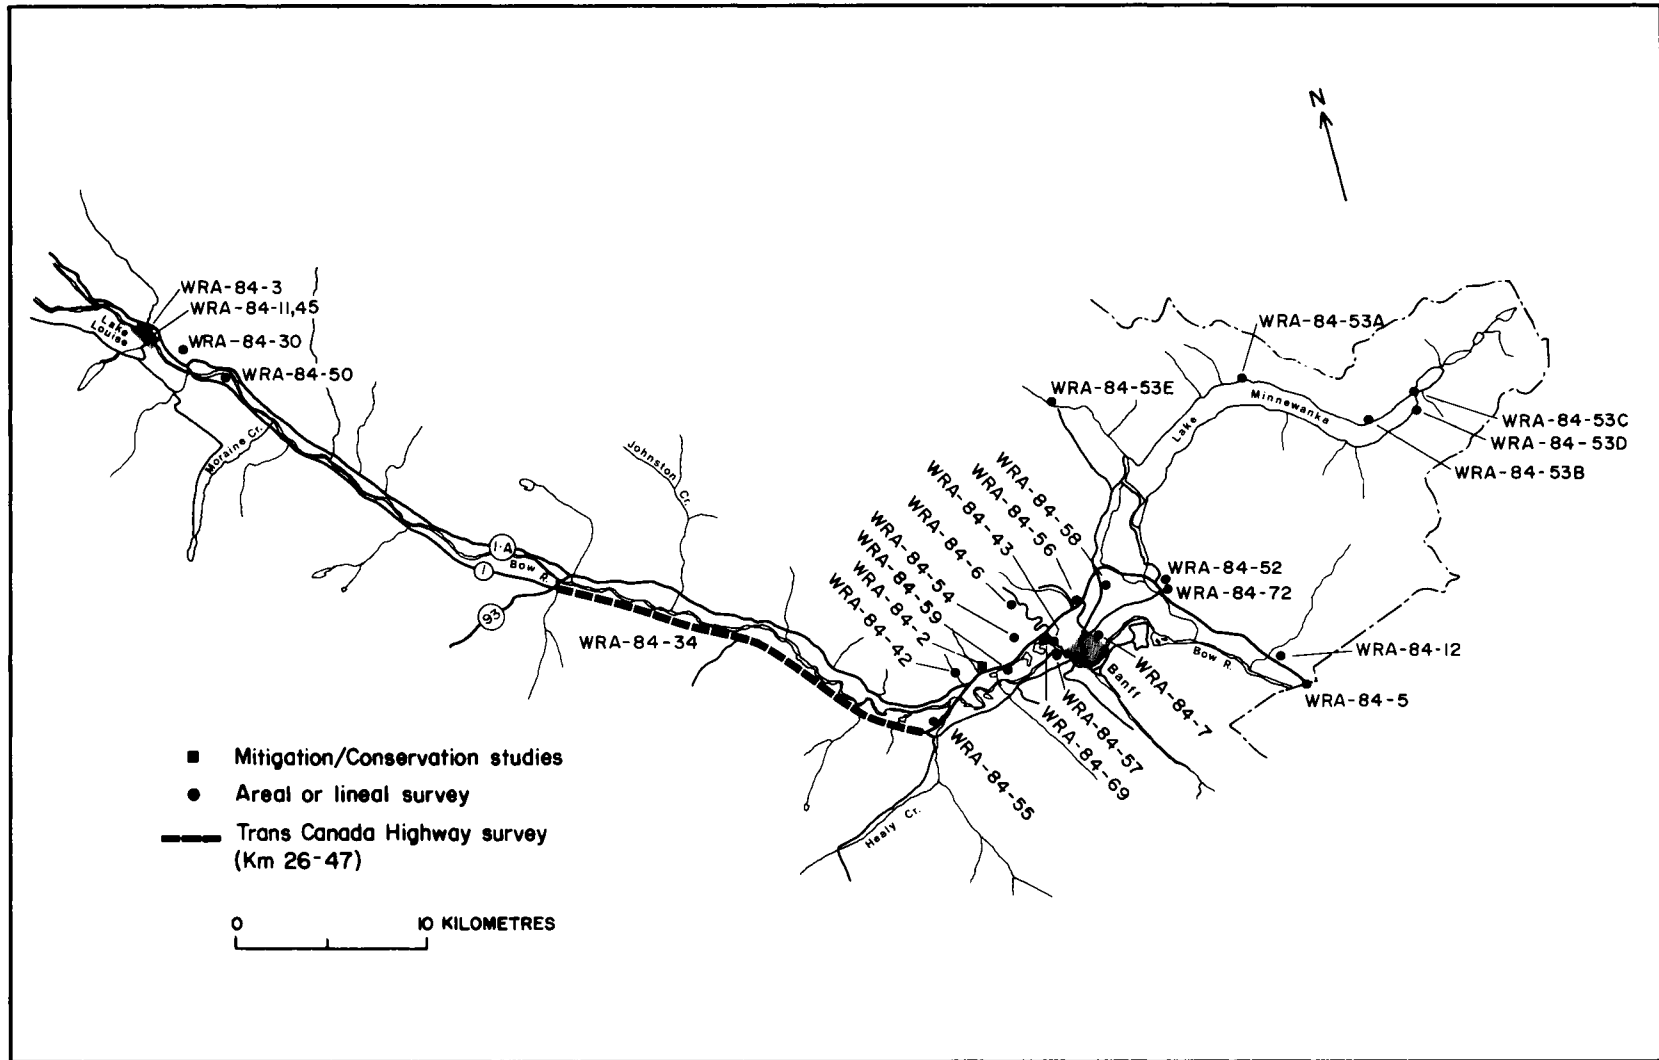 N
WRA-84-3
WRA-84-11,45
Lake
Louise
WRA-84-30
WRA-84-50
Moraine Cr.
Johnston Cr.
1-A
Bow R.
1
93
WRA-84-34
WRA-84-53A
WRA-84-53E
Lake Minnewanka
WRA-84-53C
WRA-84-53D
WRA-84-53B
WRA-84-58
WRA-84-56
WRA-84-43
WRA-84-6
WRA-84-54
WRA-84-59
WRA-84-2
WRA-84-42
WRA-84-52
WRA-84-72
WRA-84-12
WRA-84-5
Bow R.
Banff
WRA-84-7
WRA-84-57
WRA-84-69
WRA-84-55
Healy Cr.
Mitigation/Conservation studies
Areal or lineal survey
Trans Canada Highway survey
(Km 26-47)
0 10 KILOMETRES